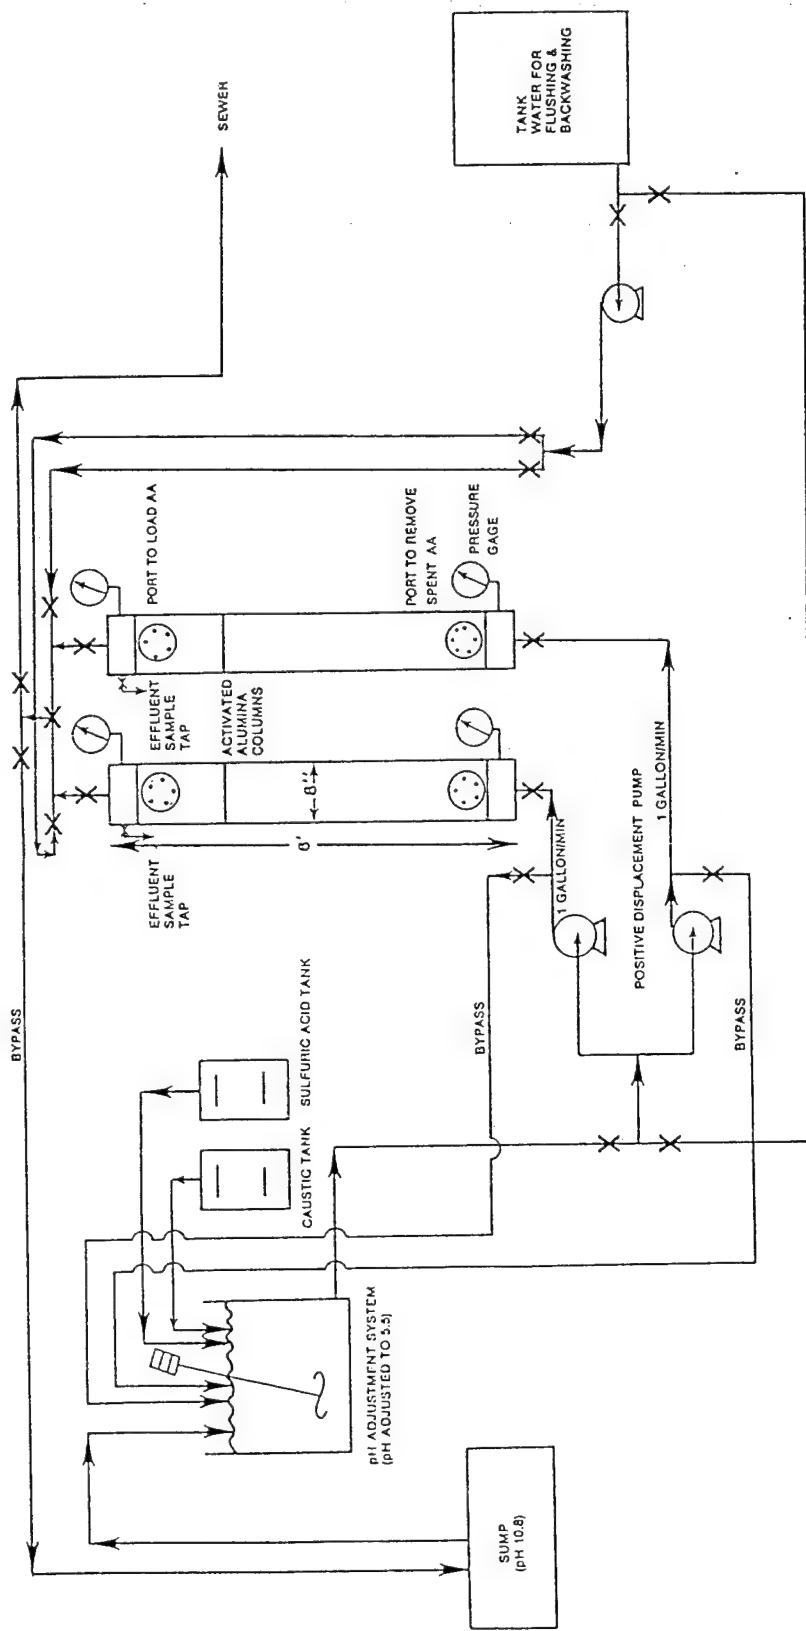 BYPASS
SEWER
TANK
WATER FOR
FLUSHING &
BACKWASHING
PORT TO LOAD AA
PORT TO REMOVE
SPENT AA
PRESSURE
GAGE
EFFLUENT
SAMPLE
TAP
ACTIVATED
ALUMINA
COLUMNS
8"
6'
EFFLUENT
SAMPLE
TAP
SULFURIC ACID TANK
CAUSTIC TANK
BYPASS
1 GALLON/MIN
POSITIVE DISPLACEMENT PUMP
1 GALLON/MIN
BYPASS
pH ADJUSTMENT SYSTEM
(pH ADJUSTED TO 5.5)
SUMP
(pH 10.8)